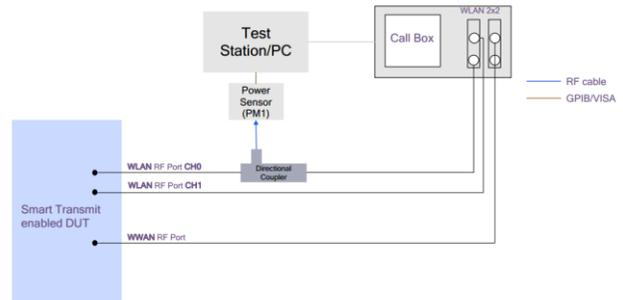 WLAN 2x2
Test
Station/PC
Call Box
RF cable
GPIB/VISA
Power
Sensor
(PM1)
WLAN RF Port CH0
Directional
Coupler
WLAN RF Port CH1
Smart Transmit
enabled DUT
WWAN RF Port